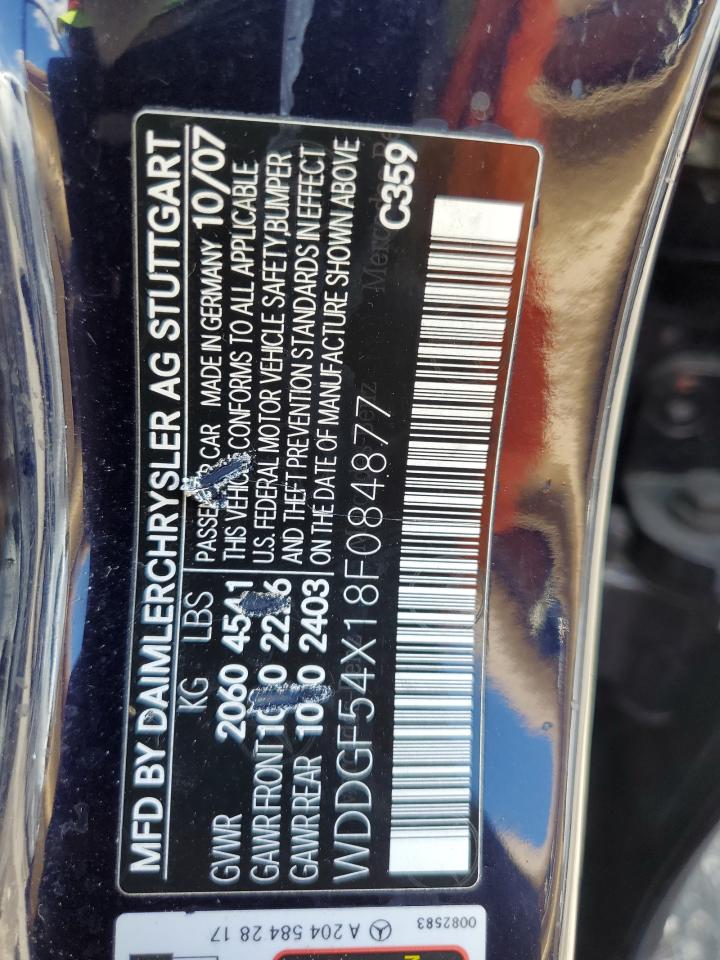 MFD BY DAIMLERCHRYSLER AG STUTTGART
KG LBS
GVWR 2060 4541
GAWR FRONT
GAWR REAR 2403
CAR MADE IN GERMANY 10/07
THIS CONFORMS TO ALL APPLICABLE
U.S. FEDERAL MOTOR VEHICLE SAFETY, BUMPER
AND THEFT PREVENTION STANDARDS IN EFFECT
ON THE DATE OF MANUFACTURE SHOWN ABOVE
WDDGF54X18F084877
C359
A 204 584 28 17
0082583